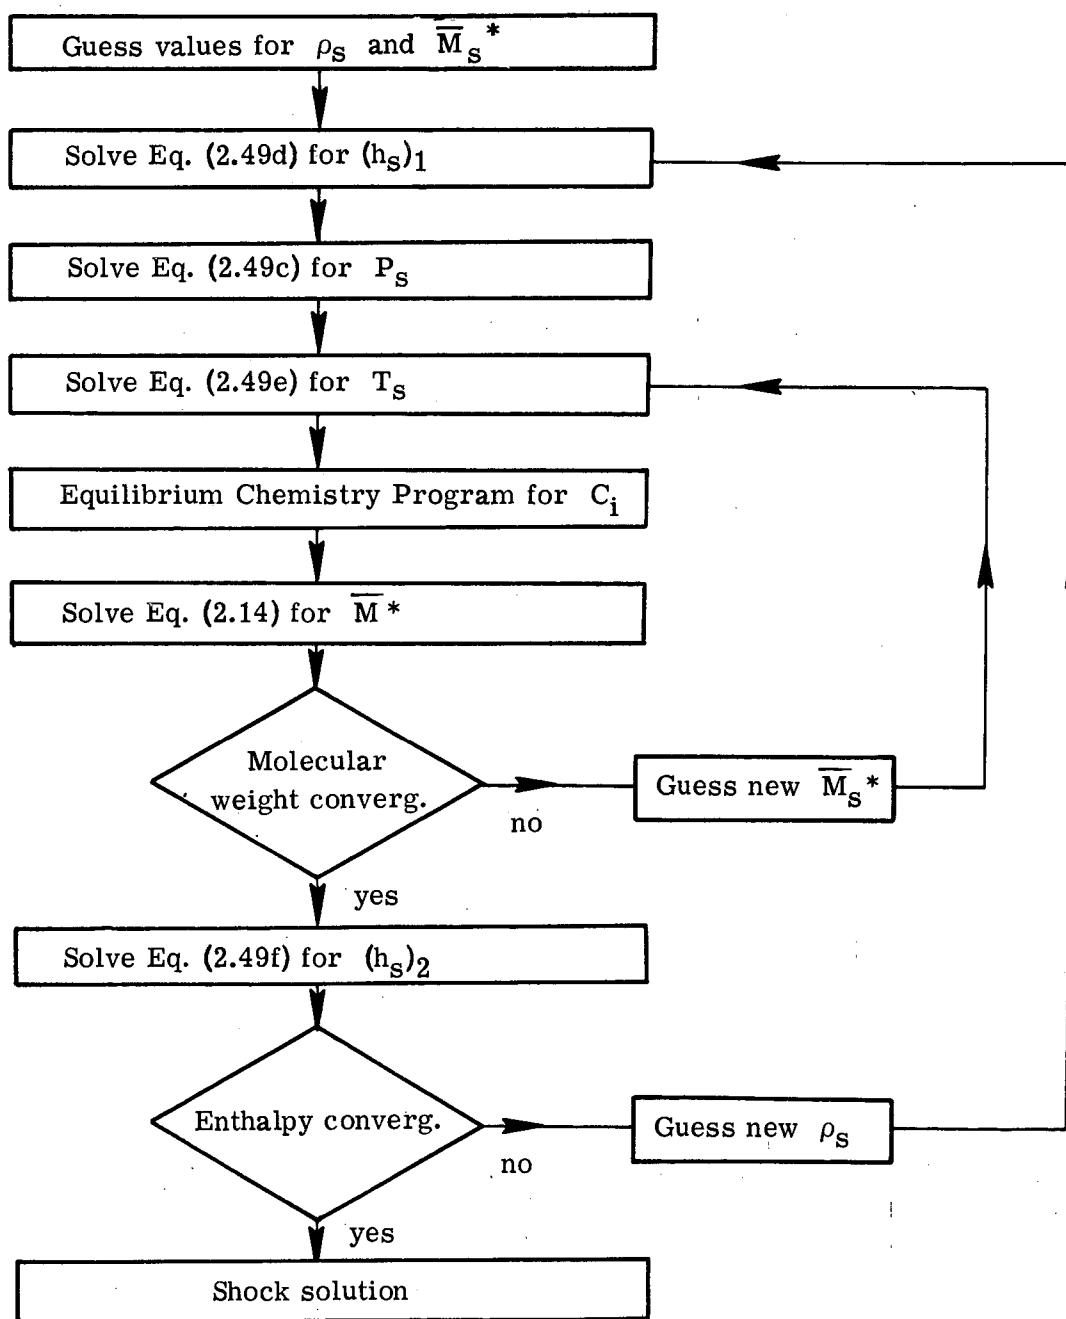 Guess values for ρₛ and M̅ₛ*
Solve Eq. (2.49d) for (hₛ)₁
Solve Eq. (2.49c) for Pₛ
Solve Eq. (2.49e) for Tₛ
Equilibrium Chemistry Program for Cᵢ
Solve Eq. (2.14) for M̅*
Molecular
weight converg.
no
Guess new M̅ₛ*
yes
Solve Eq. (2.49f) for (hₛ)₂
Enthalpy converg.
no
Guess new ρₛ
yes
Shock solution